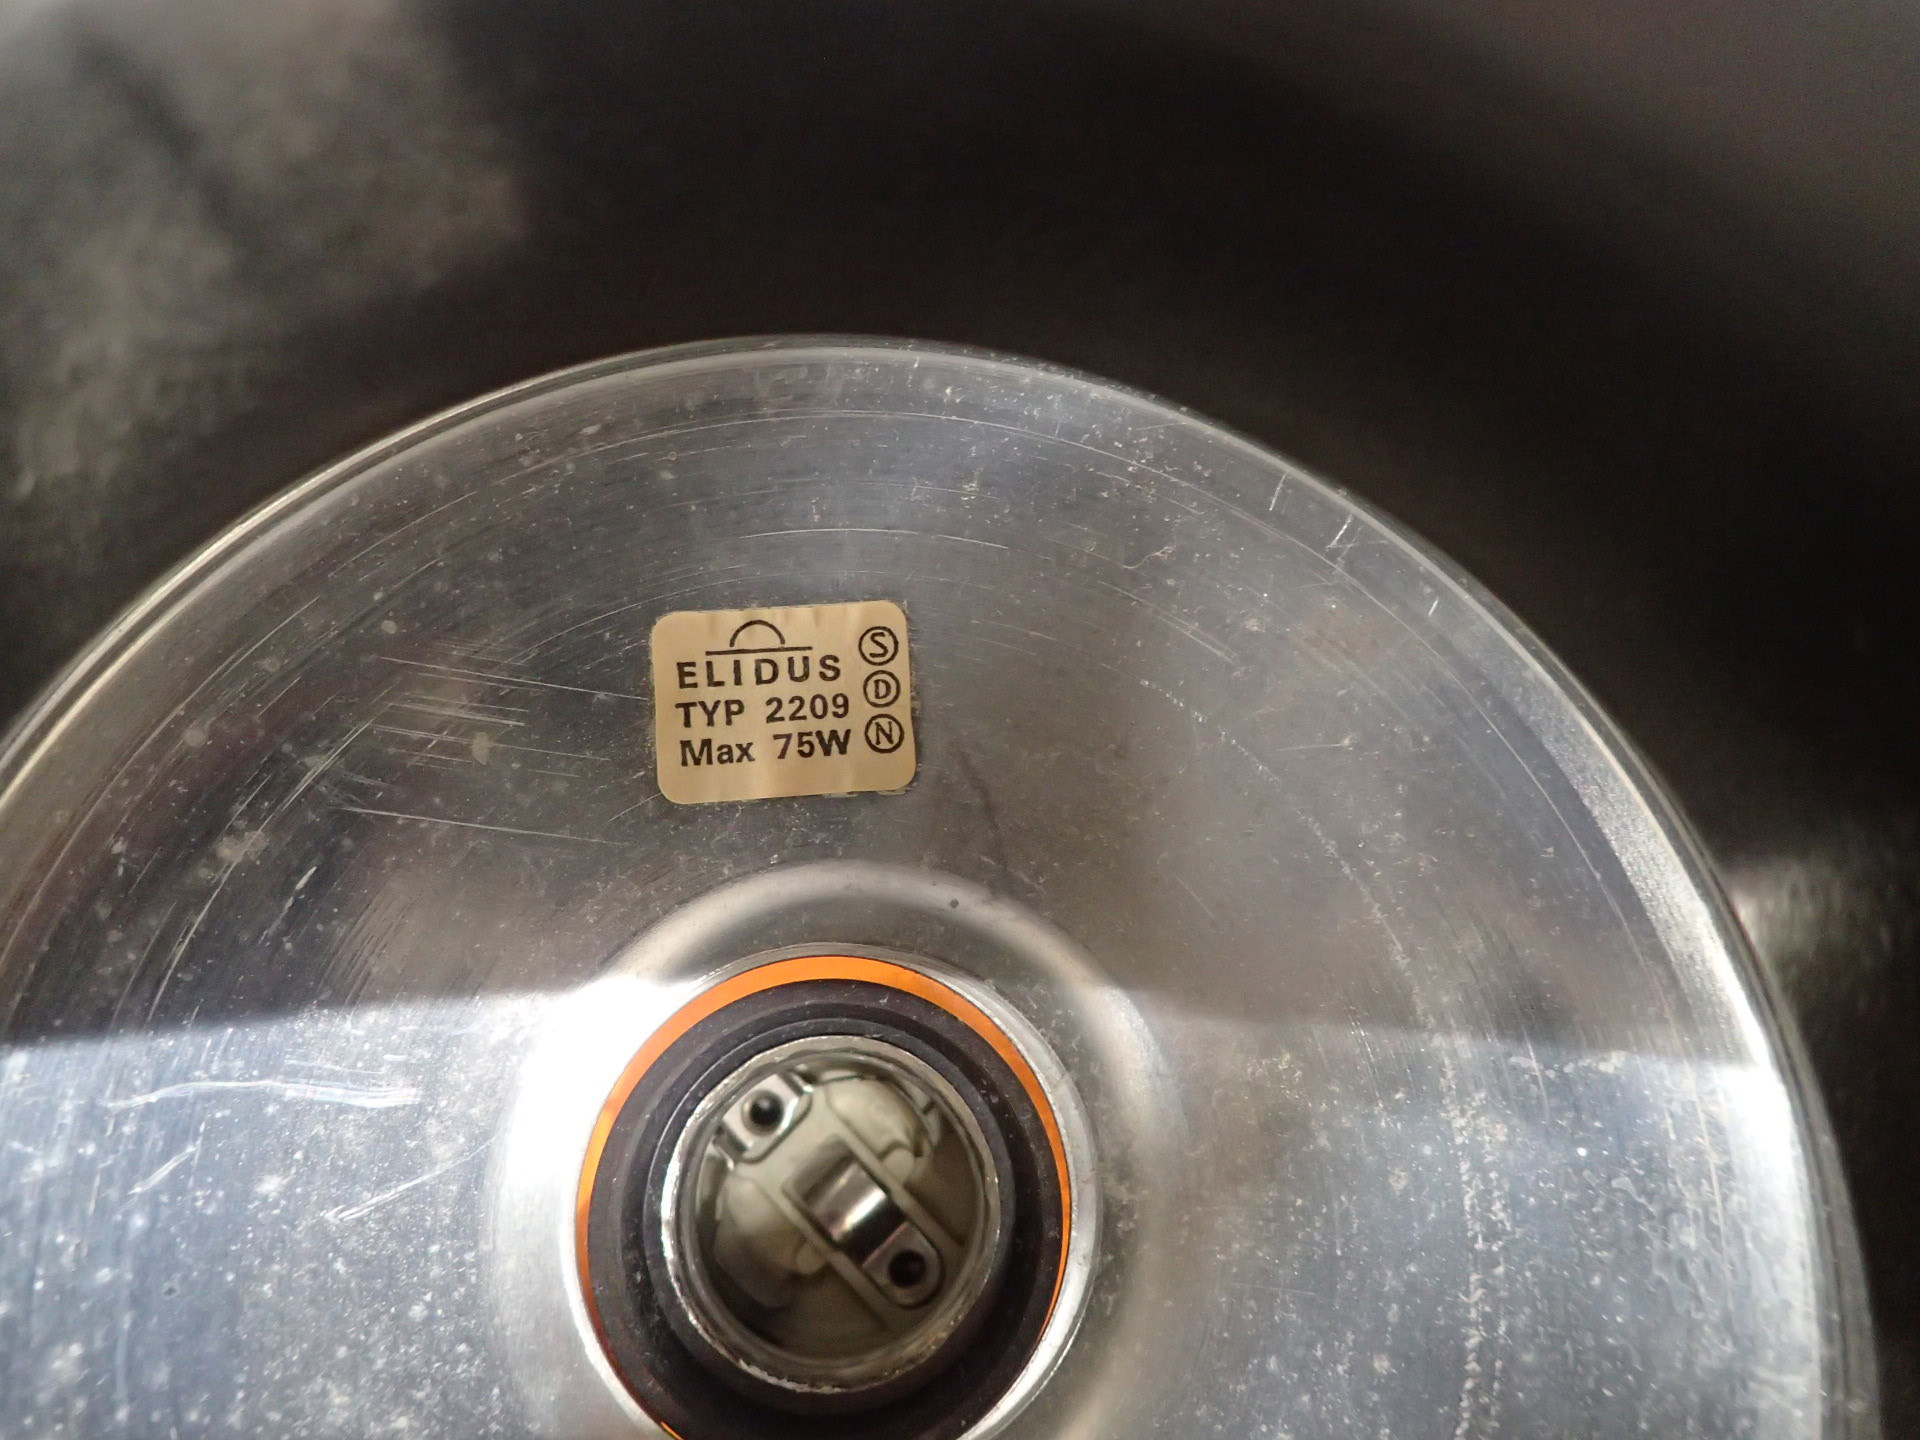 ELIDUS
TYP 2209
Max 75W
S
D
N